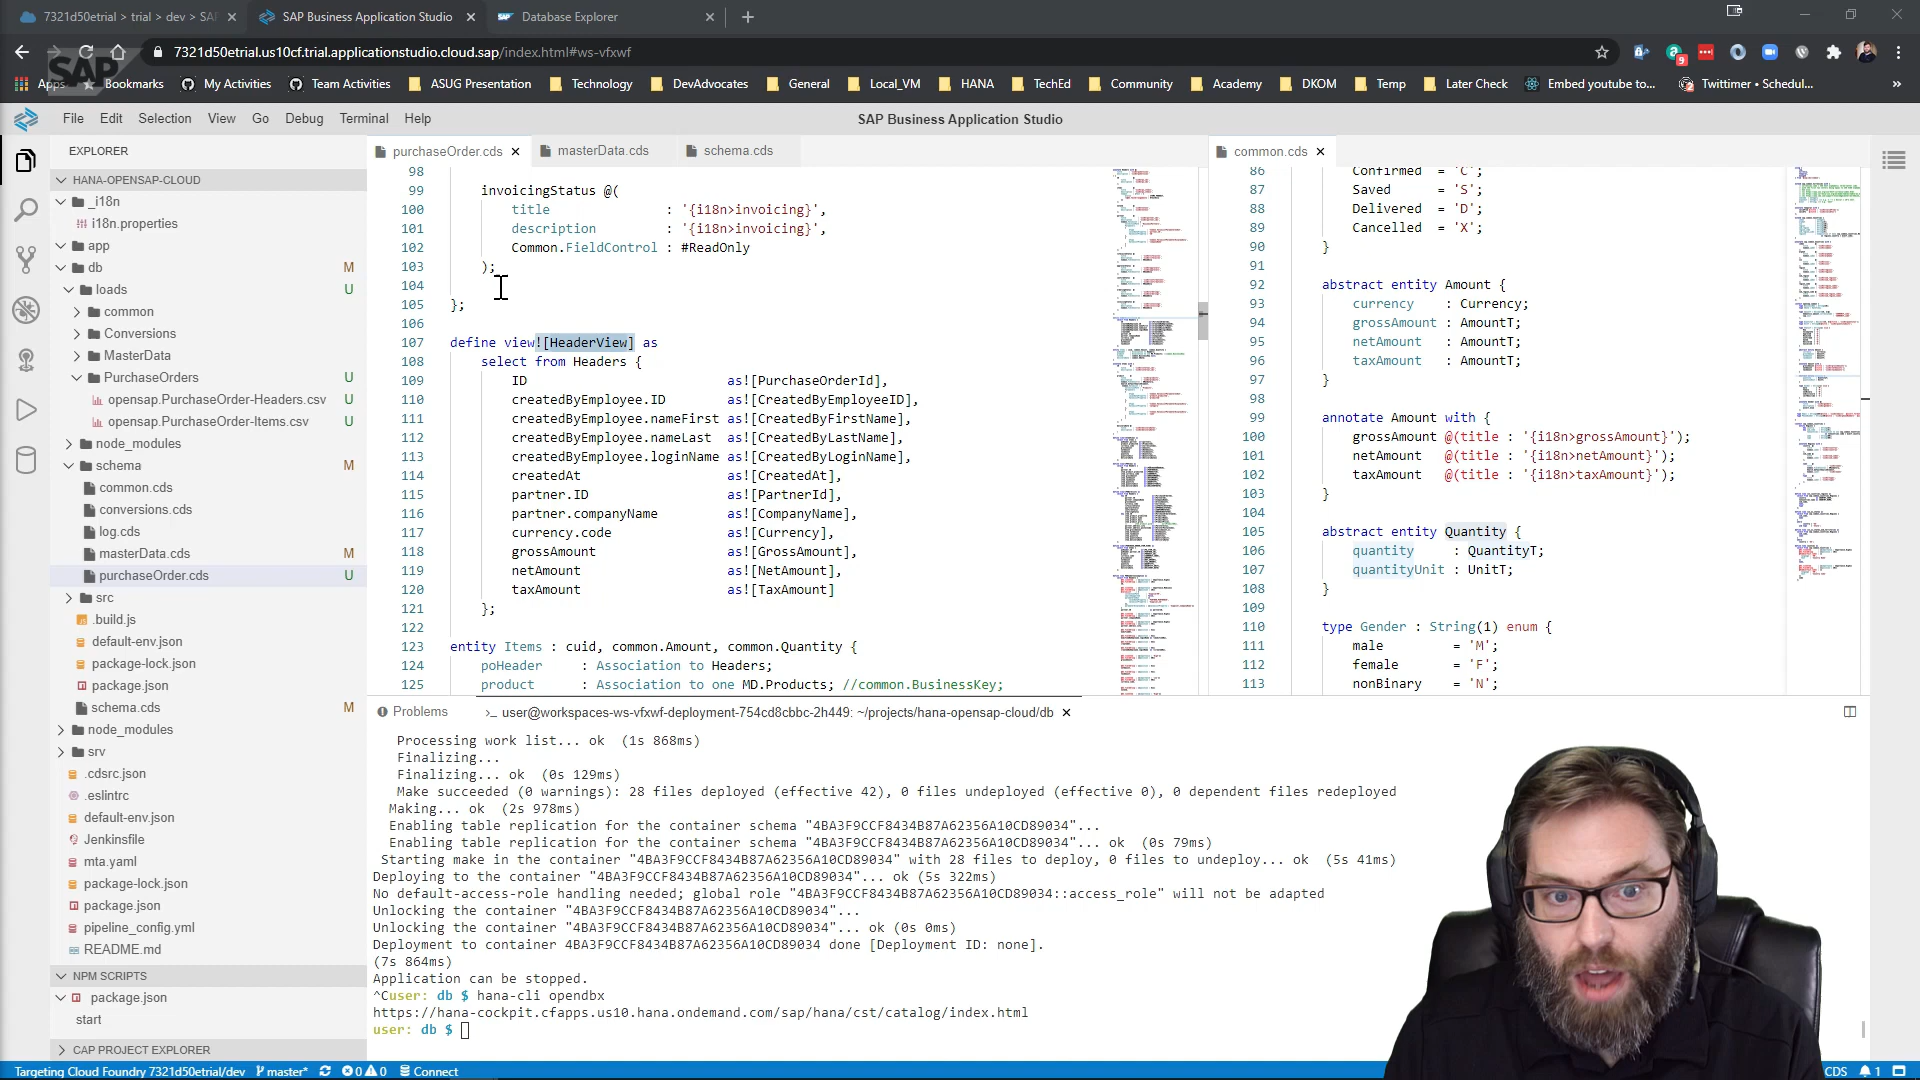 7321d50etrial > trial > dev > SA
SAP Business Application Studio
Database Explorer
7321d50etrial.us10cf.trial.applicationstudio.cloud.sap/index.html#ws-vfxwf
SAP
Apps
Bookmarks
My Activities
Team Activities
ASUG Presentation
Technology
DevAdvocates
General
Local_VM
HANA
TechEd
Community
Academy
DKOM
Temp
Later Check
Embed youtube to...
Twittimer • Schedul...
File Edit Selection View Go Debug Terminal Help
SAP Business Application Studio
EXPLORER
HANA-OPENSAP-CLOUD
_i18n
i18n.properties
app
db M
loads U
common
Conversions
MasterData
PurchaseOrders U
opensap.PurchaseOrder-Headers.csv U
opensap.PurchaseOrder-Items.csv U
node_modules
schema M
common.cds
conversions.cds
log.cds
masterData.cds M
purchaseOrder.cds U
src
.build.js
default-env.json
package-lock.json
package.json
schema.cds M
node_modules
srv
.cdsrc.json
.eslintrc
default-env.json
Jenkinsfile
mta.yaml
package-lock.json
package.json
pipeline_config.yml
README.md
NPM SCRIPTS
package.json
start
CAP PROJECT EXPLORER
purchaseOrder.cds
masterData.cds
schema.cds
98
99 invoicingStatus @(
100 title : '{i18n>invoicing}',
101 description : '{i18n>invoicing}',
102 Common.FieldControl : #ReadOnly
103 );
104
105 };
106
107 define view![HeaderView] as
108 select from Headers {
109 ID as![PurchaseOrderId],
110 createdByEmployee.ID as![CreatedByEmployeeID],
111 createdByEmployee.nameFirst as![CreatedByFirstName],
112 createdByEmployee.nameLast as![CreatedByLastName],
113 createdByEmployee.loginName as![CreatedByLoginName],
114 createdAt as![CreatedAt],
115 partner.ID as![PartnerId],
116 partner.companyName as![CompanyName],
117 currency.code as![Currency],
118 grossAmount as![GrossAmount],
119 netAmount as![NetAmount],
120 taxAmount as![TaxAmount]
121 };
122
123 entity Items : cuid, common.Amount, common.Quantity {
124 poHeader : Association to Headers;
125 product : Association to one MD.Products; //common.BusinessKey;
common.cds
86 Confirmed = 'C';
87 Saved = 'S';
88 Delivered = 'D';
89 Cancelled = 'X';
90 }
91
92 abstract entity Amount {
93 currency : Currency;
94 grossAmount : AmountT;
95 netAmount : AmountT;
96 taxAmount : AmountT;
97 }
98
99 annotate Amount with {
100 grossAmount @(title : '{i18n>grossAmount}');
101 netAmount @(title : '{i18n>netAmount}');
102 taxAmount @(title : '{i18n>taxAmount}');
103 }
104
105 abstract entity Quantity {
106 quantity : QuantityT;
107 quantityUnit : UnitT;
108 }
109
110 type Gender : String(1) enum {
111 male = 'M';
112 female = 'F';
113 nonBinary = 'N';
Problems
>_ user@workspaces-ws-vfxwf-deployment-754cd8cbbc-2h449: ~/projects/hana-opensap-cloud/db
Processing work list... ok (1s 868ms)
Finalizing...
Finalizing... ok (0s 129ms)
Make succeeded (0 warnings): 28 files deployed (effective 42), 0 files undeployed (effective 0), 0 dependent files redeployed
Making... ok (2s 978ms)
Enabling table replication for the container schema "4BA3F9CCF8434B87A62356A10CD89034"...
Enabling table replication for the container schema "4BA3F9CCF8434B87A62356A10CD89034"... ok (0s 79ms)
Starting make in the container "4BA3F9CCF8434B87A62356A10CD89034" with 28 files to deploy, 0 files to undeploy... ok (5s 41ms)
Deploying to the container "4BA3F9CCF8434B87A62356A10CD89034"... ok (5s 322ms)
No default-access-role handling needed; global role "4BA3F9CCF8434B87A62356A10CD89034::access_role" will not be adapted
Unlocking the container "4BA3F9CCF8434B87A62356A10CD89034"...
Unlocking the container "4BA3F9CCF8434B87A62356A10CD89034"... ok (0s 0ms)
Deployment to container 4BA3F9CCF8434B87A62356A10CD89034 done [Deployment ID: none].
(7s 864ms)
Application can be stopped.
^Cuser: db $ hana-cli opendbx
https://hana-cockpit.cfapps.us10.hana.ondemand.com/sap/hana/cst/catalog/index.html
user: db $
Targeting Cloud Foundry 7321d50etrial/dev master* 0 0 Connect
CDS 1